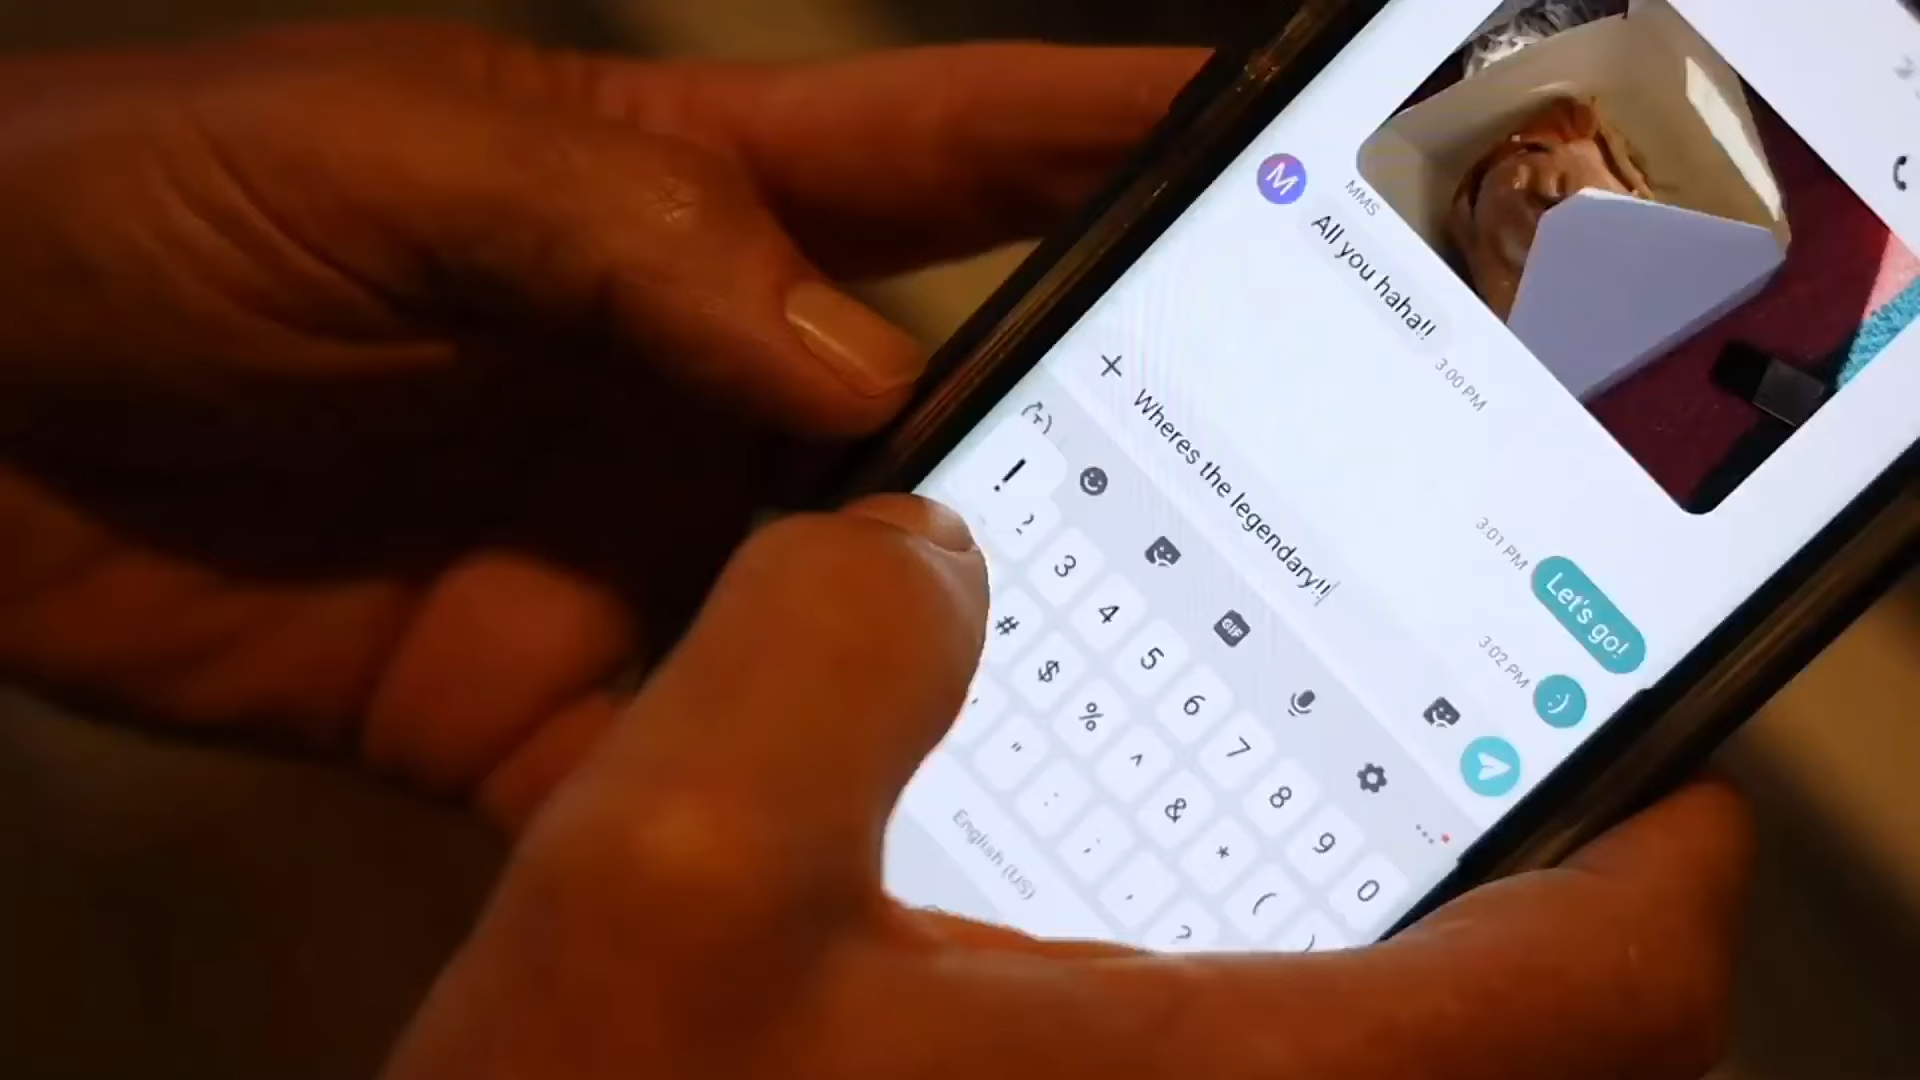 M
MMS
All you haha!!
3:00 PM
3:01 PM
Let's go!
3:02 PM
:)
Wheres the legendary!!
GIF
!
2 3 4 5 6 7 8 9 0
# $ % ^ & * ( )
" : ; , ?
English (US)